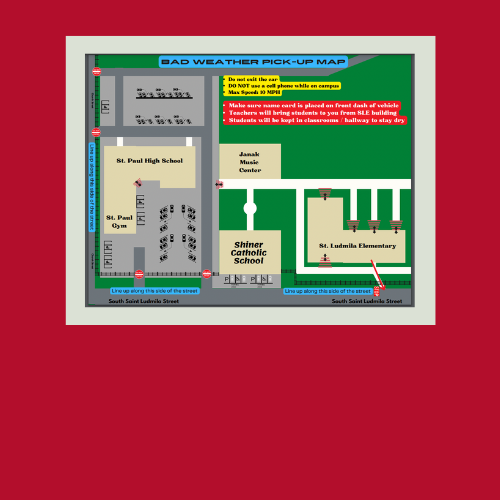 BAD WEATHER PICK-UP MAP
Do not exit the car
DO NOT use a cell phone while on campus
Max Speed: 10 MPH
Make sure name card is placed on front dash of vehicle
Teachers will bring students to you from SLE building
Students will be kept in classrooms / hallway to stay dry
St. Paul High School
Janak
Music
Center
Line up along this side of the street
St. Paul
Gym
Shiner
Catholic
School
St. Ludmila Elementary
Line up along this side of the street
Line up along this side of the street
South Saint Ludmila Street
South Saint Ludmila Street